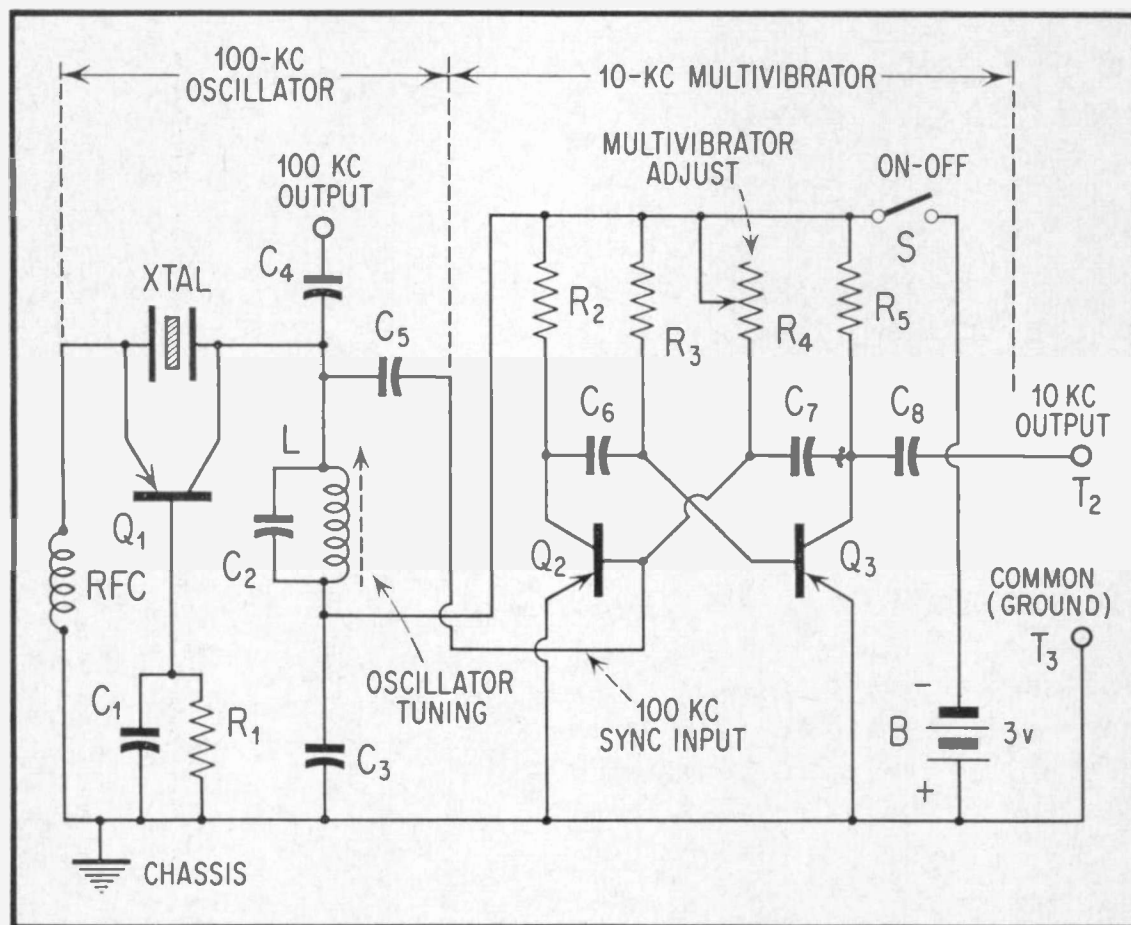 100-KC
OSCILLATOR
10-KC MULTIVIBRATOR
100 KC
OUTPUT
MULTIVIBRATOR
ADJUST
ON-OFF
S
C4
XTAL
C5
R2
R3
R4
R5
C6
C7
C8
10 KC
OUTPUT
T2
L
Q1
C2
RFC
Q2
Q3
COMMON
(GROUND)
T3
OSCILLATOR
TUNING
100 KC
SYNC INPUT
C1
R1
C3
B
-
3v
+
CHASSIS